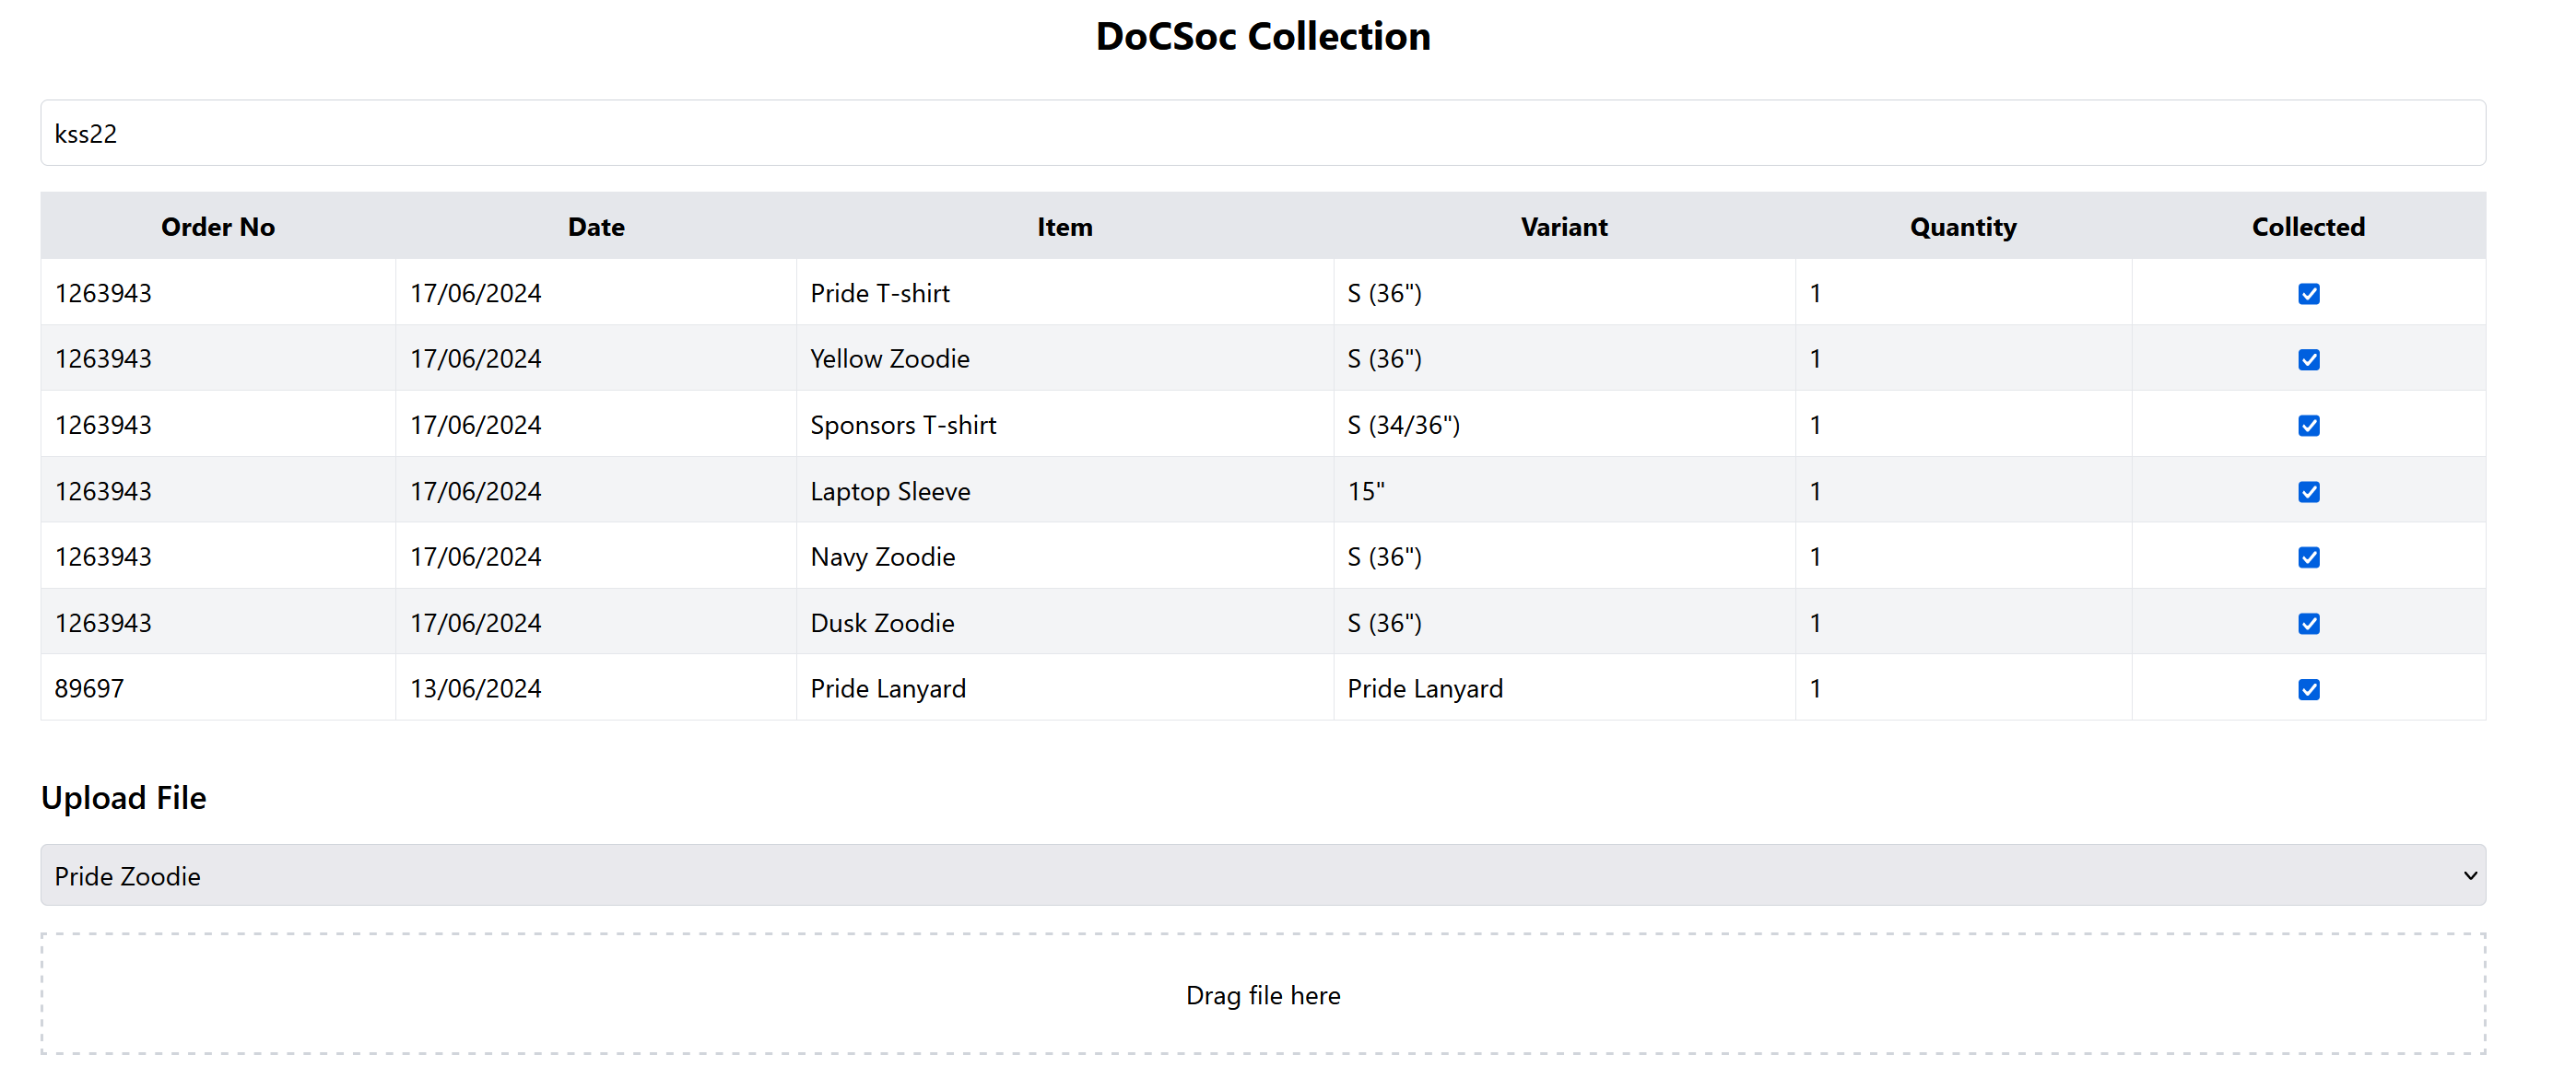 DoCSoc Collection
kss22
Order No Date Item Variant Quantity Collected
1263943 17/06/2024 Pride T-shirt S (36") 1
1263943 17/06/2024 Yellow Zoodie S (36") 1
1263943 17/06/2024 Sponsors T-shirt S (34/36") 1
1263943 17/06/2024 Laptop Sleeve 15" 1
1263943 17/06/2024 Navy Zoodie S (36") 1
1263943 17/06/2024 Dusk Zoodie S (36") 1
89697 13/06/2024 Pride Lanyard Pride Lanyard 1
Upload File
Pride Zoodie
Drag file here